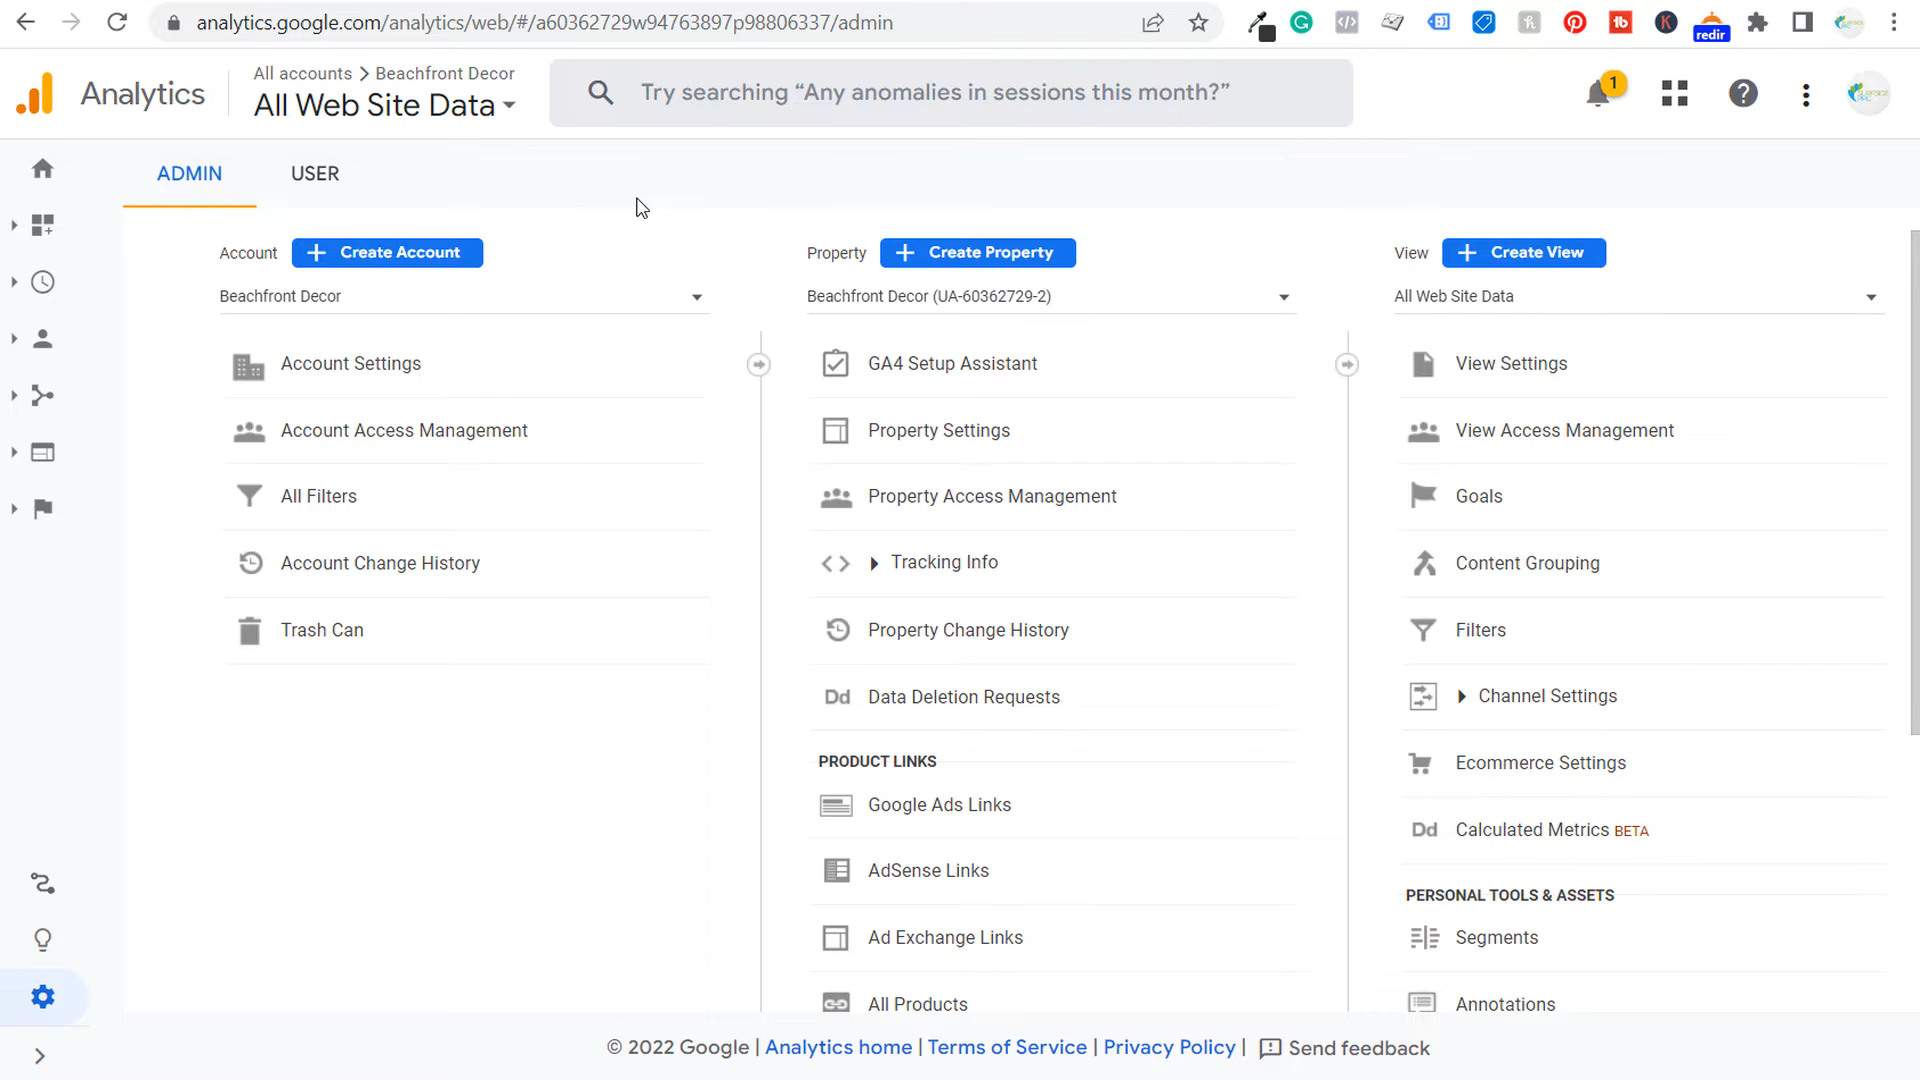 analytics.google.com/analytics/web/#/a60362729w94763897p98806337/admin
redir
Analytics
All accounts > Beachfront Decor
All Web Site Data
Try searching “Any anomalies in sessions this month?”
1
ADMIN
USER
Account
+ Create Account
Beachfront Decor
Account Settings
Account Access Management
All Filters
Account Change History
Trash Can
Property
+ Create Property
Beachfront Decor (UA-60362729-2)
GA4 Setup Assistant
Property Settings
Property Access Management
Tracking Info
Property Change History
Dd Data Deletion Requests
PRODUCT LINKS
Google Ads Links
AdSense Links
Ad Exchange Links
All Products
View
+ Create View
All Web Site Data
View Settings
View Access Management
Goals
Content Grouping
Filters
Channel Settings
Ecommerce Settings
Dd Calculated Metrics BETA
PERSONAL TOOLS & ASSETS
Segments
Annotations
© 2022 Google | Analytics home | Terms of Service | Privacy Policy | Send feedback